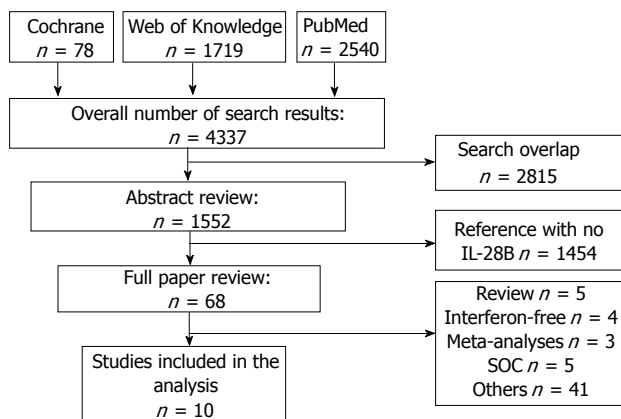 Cochrane
n = 78
Web of Knowledge
n = 1719
PubMed
n = 2540
Overall number of search results:
n = 4337
Search overlap
n = 2815
Abstract review:
n = 1552
Reference with no
IL-28B n = 1454
Full paper review:
n = 68
Review n = 5
Interferon-free n = 4
Meta-analyses n = 3
SOC n = 5
Others n = 41
Studies included in the
analysis
n = 10